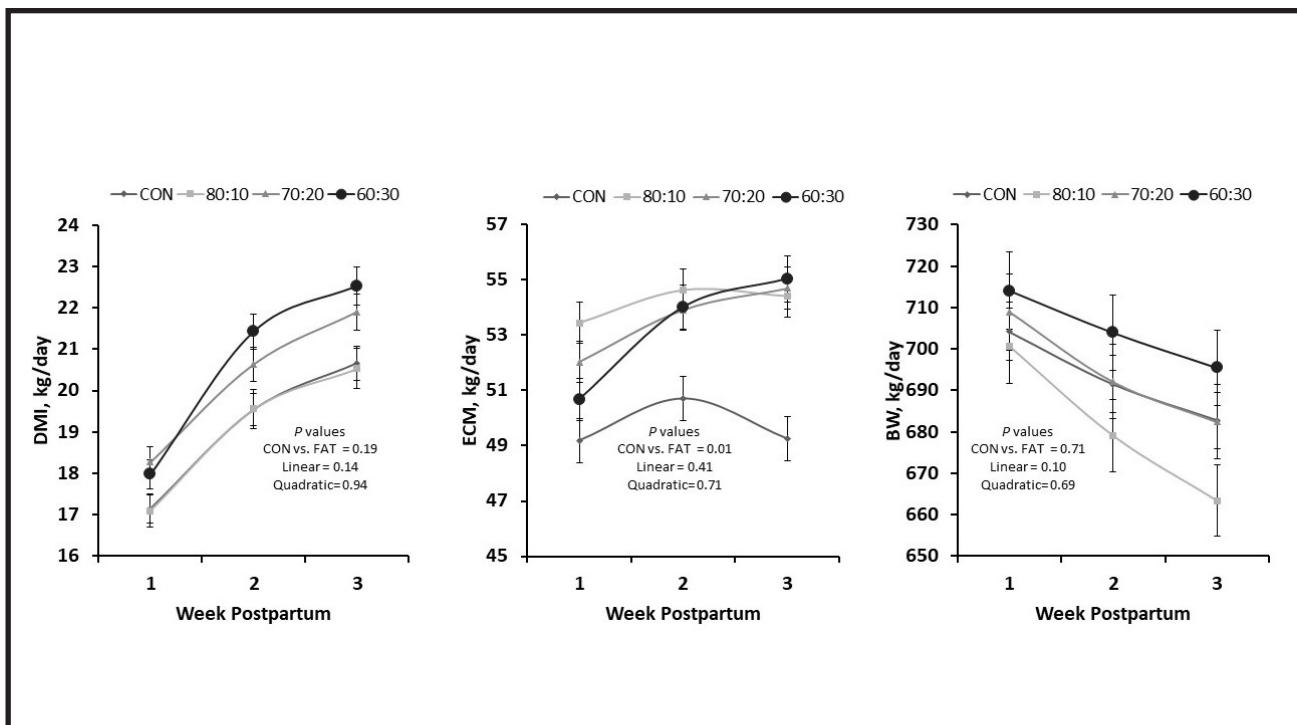 CON 80:10 70:20 60:30
24
23
22
21
20
19
18
17
16
DMI, kg/day
P values
CON vs. FAT = 0.19
Linear = 0.14
Quadratic= 0.94
1 2 3
Week Postpartum
CON 80:10 70:20 60:30
57
55
53
51
49
47
45
ECM, kg/day
P values
CON vs. FAT = 0.01
Linear = 0.41
Quadratic= 0.71
1 2 3
Week Postpartum
CON 80:10 70:20 60:30
730
720
710
700
690
680
670
660
650
BW, kg/day
P values
CON vs. FAT = 0.71
Linear = 0.10
Quadratic= 0.69
1 2 3
Week Postpartum